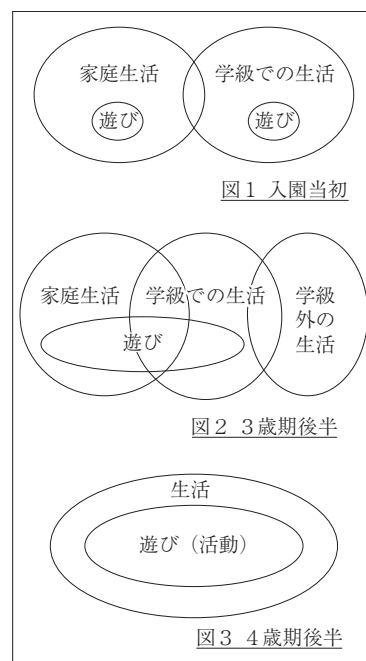 家庭生活 学級での生活
遊び 遊び
図1 入園当初
家庭生活 学級での生活 学級外の生活
遊び
図2 3歳期後半
生活
遊び（活動）
図3 4歳期後半